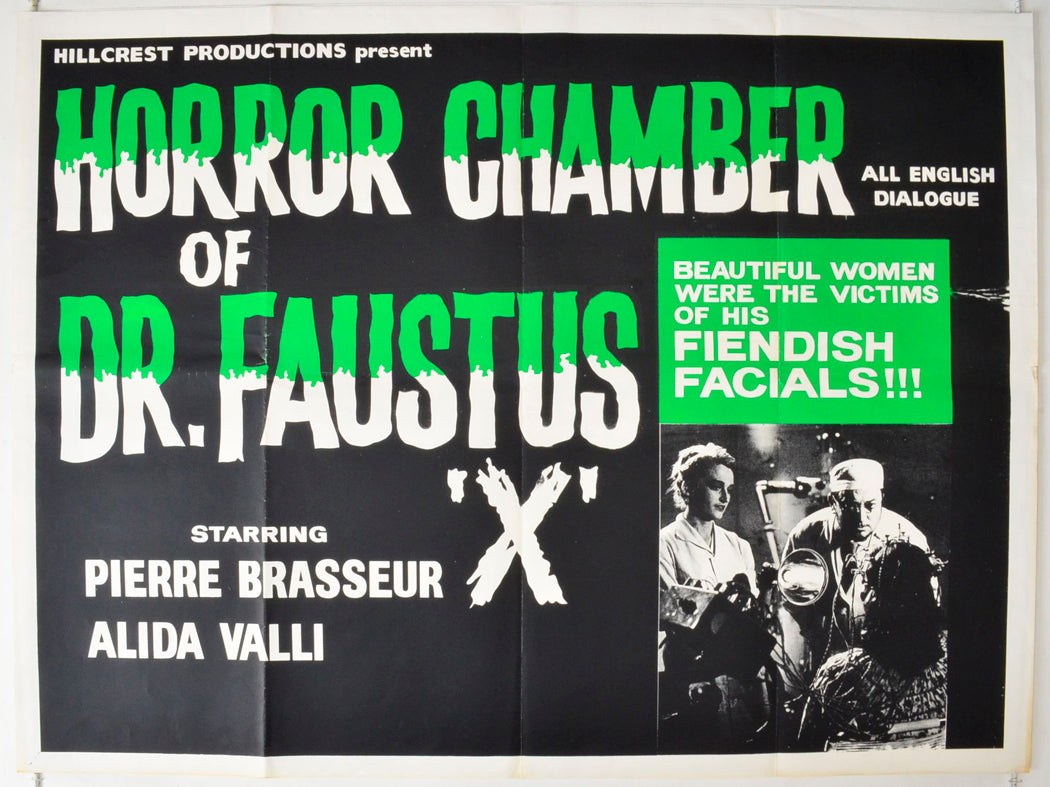 HILLCREST PRODUCTIONS present
HORROR CHAMBER
ALL ENGLISH
DIALOGUE
OF
DR. FAUSTUS
"X"
BEAUTIFUL WOMEN
WERE THE VICTIMS
OF HIS
FIENDISH
FACIALS!!!
STARRING
PIERRE BRASSEUR
ALIDA VALLI